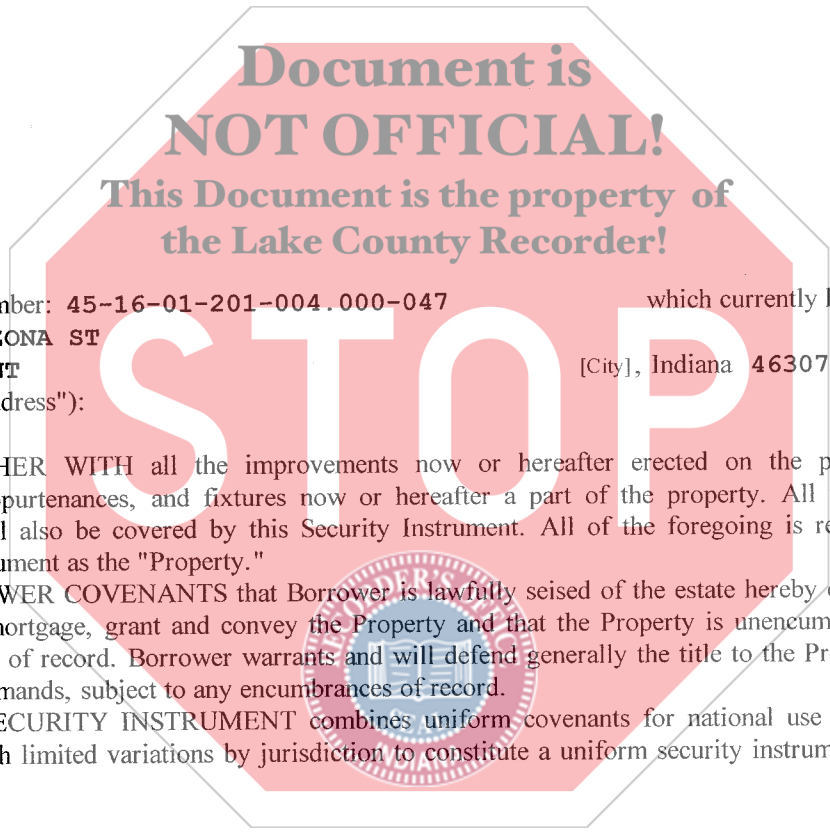 Document is
NOT OFFICIAL!
This Document is the property of
the Lake County Recorder!
mber: 45-16-01-201-004.000-047 which currently
ZONA ST
NT [City], Indiana 46307
dress"):
STOP
HER WITH all the improvements now or hereafter erected on the p
purtenances, and fixtures now or hereafter a part of the property. All
l also be covered by this Security Instrument. All of the foregoing is re
ument as the "Property."
WER COVENANTS that Borrower is lawfully seised of the estate hereby
mortgage, grant and convey the Property and that the Property is unencum
of record. Borrower warrants and will defend generally the title to the Pr
mands, subject to any encumbrances of record.
ECURITY INSTRUMENT combines uniform covenants for national use
h limited variations by jurisdiction to constitute a uniform security instrum
RECORDER'S OFFICE
INDIANA